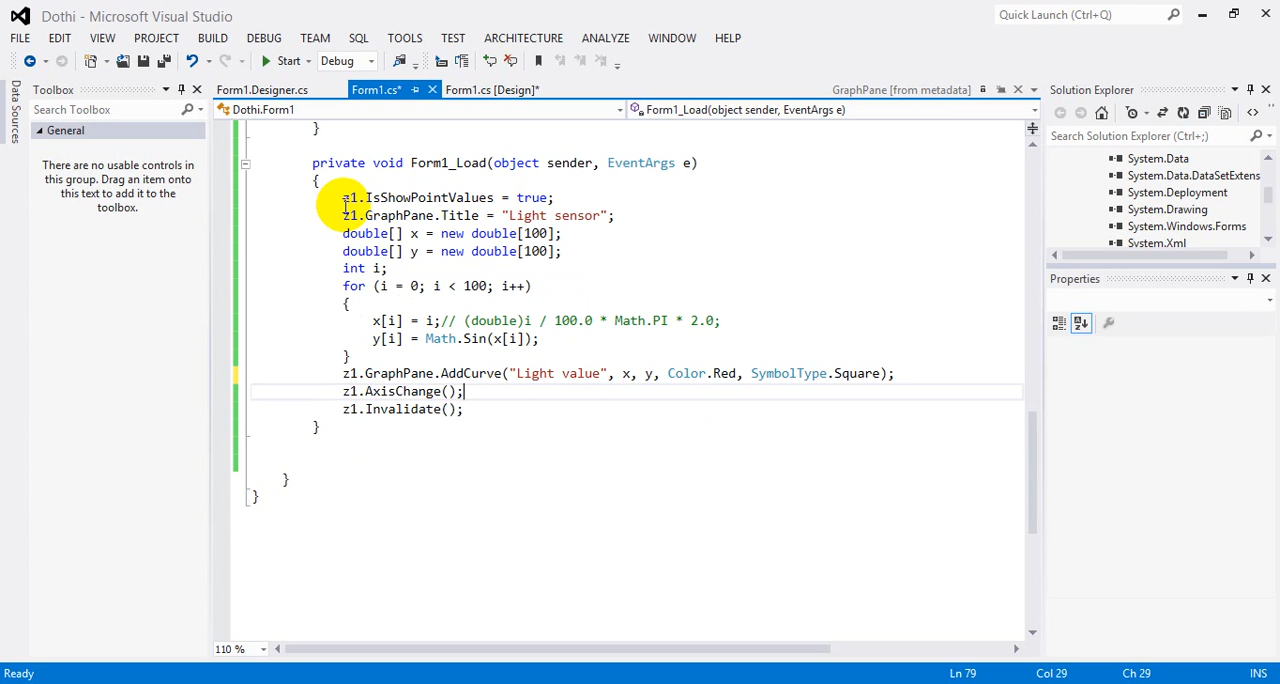 Dothi - Microsoft Visual Studio
Quick Launch (Ctrl+Q)
FILE EDIT VIEW PROJECT BUILD DEBUG TEAM SQL TOOLS TEST ARCHITECTURE ANALYZE WINDOW HELP
Start Debug
Data Sources
Toolbox
Search Toolbox
General
There are no usable controls in
this group. Drag an item onto
this text to add it to the
toolbox.
Form1.Designer.cs Form1.cs* Form1.cs [Design]* GraphPane [from metadata]
Dothi.Form1 Form1_Load(object sender, EventArgs e)
}
private void Form1_Load(object sender, EventArgs e)
{
z1.IsShowPointValues = true;
z1.GraphPane.Title = "Light sensor";
double[] x = new double[100];
double[] y = new double[100];
int i;
for (i = 0; i < 100; i++)
{
x[i] = i;// (double)i / 100.0 * Math.PI * 2.0;
y[i] = Math.Sin(x[i]);
}
z1.GraphPane.AddCurve("Light value", x, y, Color.Red, SymbolType.Square);
z1.AxisChange();
z1.Invalidate();
}
}
}
110 %
Solution Explorer
Search Solution Explorer (Ctrl+;)
System.Data
System.Data.DataSetExtens
System.Deployment
System.Drawing
System.Windows.Forms
System.Xml
Properties
Ready Ln 79 Col 29 Ch 29 INS